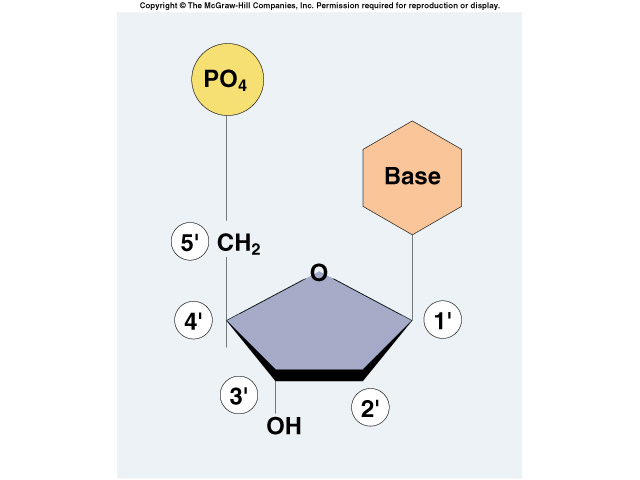 Copyright © The McGraw-Hill Companies, Inc. Permission required for reproduction or display.
PO₄
Base
5' CH₂
O
4'
1'
3'
2'
OH